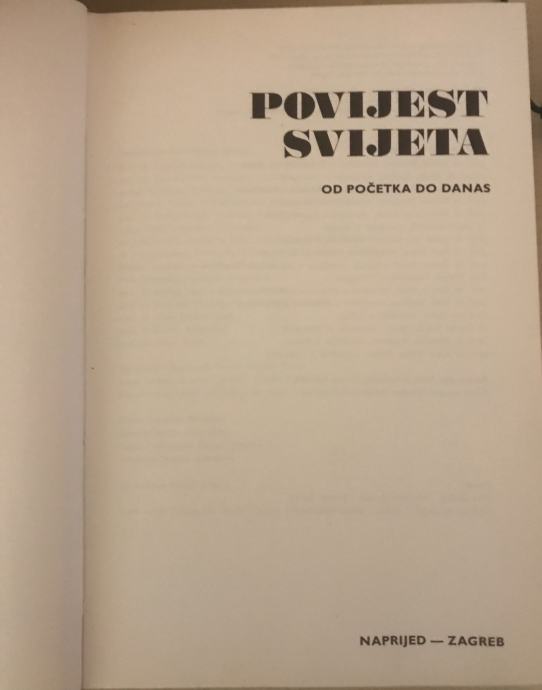 POVIJEST
SVIJETA
OD POČETKA DO DANAS
NAPRIJED — ZAGREB